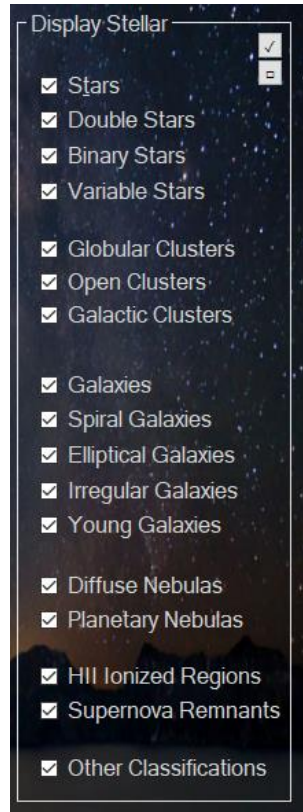 Display Stellar
Stars
Double Stars
Binary Stars
Variable Stars
Globular Clusters
Open Clusters
Galactic Clusters
Galaxies
Spiral Galaxies
Elliptical Galaxies
Irregular Galaxies
Young Galaxies
Diffuse Nebulas
Planetary Nebulas
HII Ionized Regions
Supernova Remnants
Other Classifications